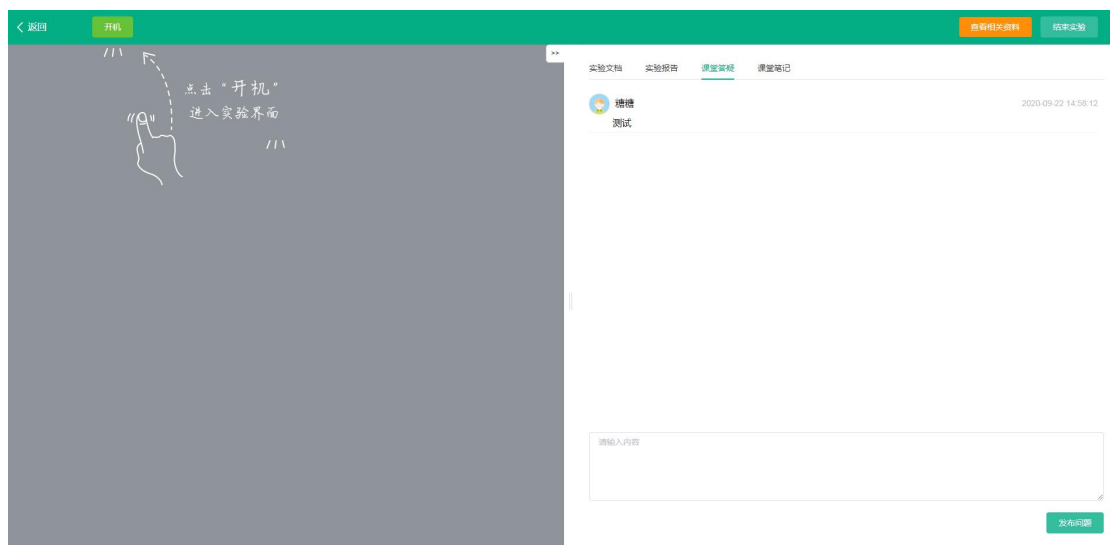 返回
开机
查看相关资料
结束实验
点击“开机”
进入实验界面
>>
实验文档
实验报告
课堂答疑
课堂笔记
糖糖
2020-09-22 14:58:12
测试
请输入内容
发布问题